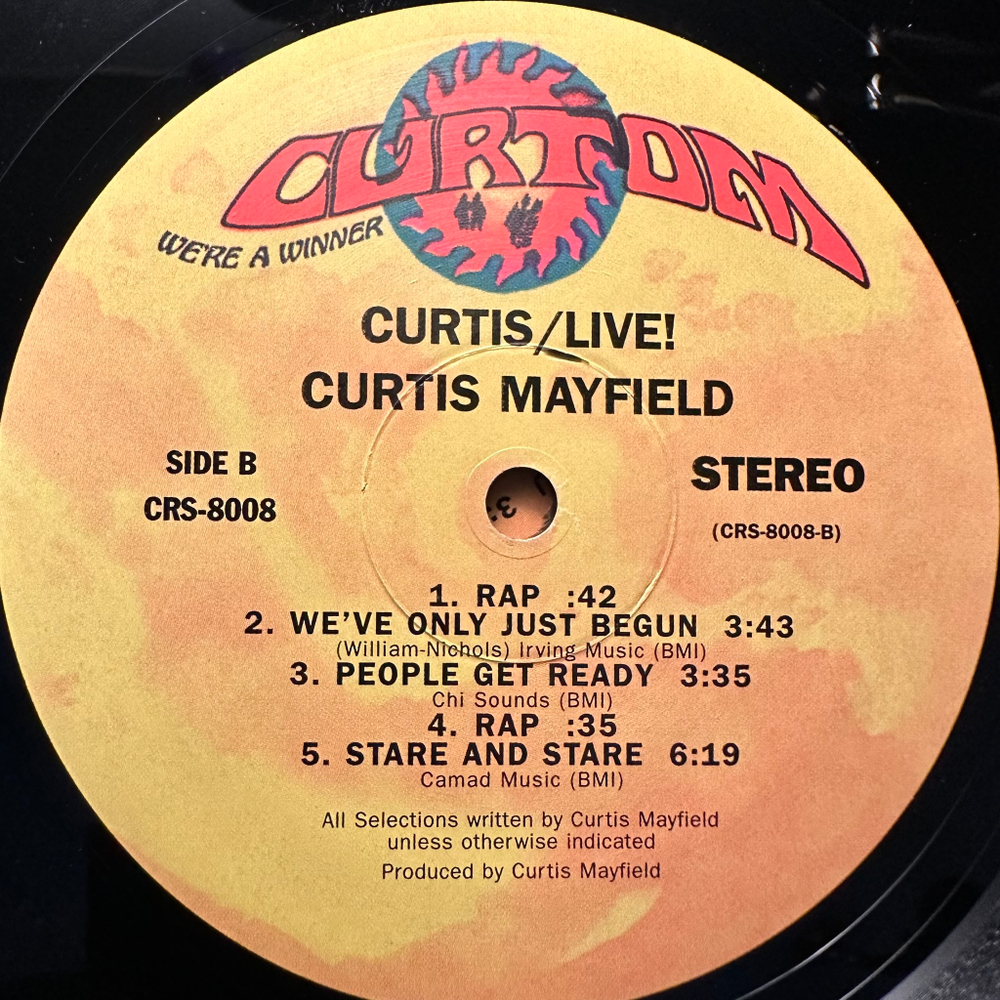 CURTOM
WE'RE A WINNER
CURTIS/LIVE!
CURTIS MAYFIELD
SIDE B
CRS-8008
STEREO
(CRS-8008-B)
1. RAP :42
2. WE'VE ONLY JUST BEGUN 3:43
(William-Nichols) Irving Music (BMI)
3. PEOPLE GET READY 3:35
Chi Sounds (BMI)
4. RAP :35
5. STARE AND STARE 6:19
Camad Music (BMI)
All Selections written by Curtis Mayfield
unless otherwise indicated
Produced by Curtis Mayfield